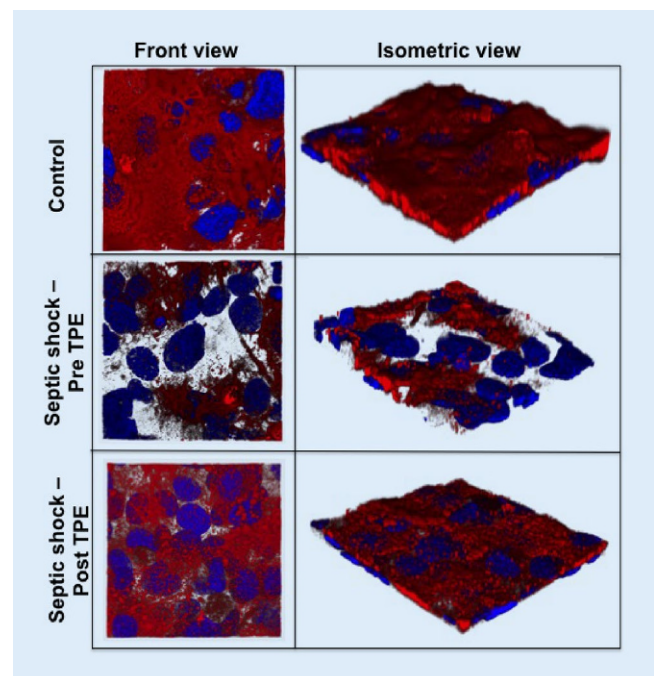 Front view
Isometric view
Control
Septic shock –
Pre TPE
Septic shock –
Post TPE